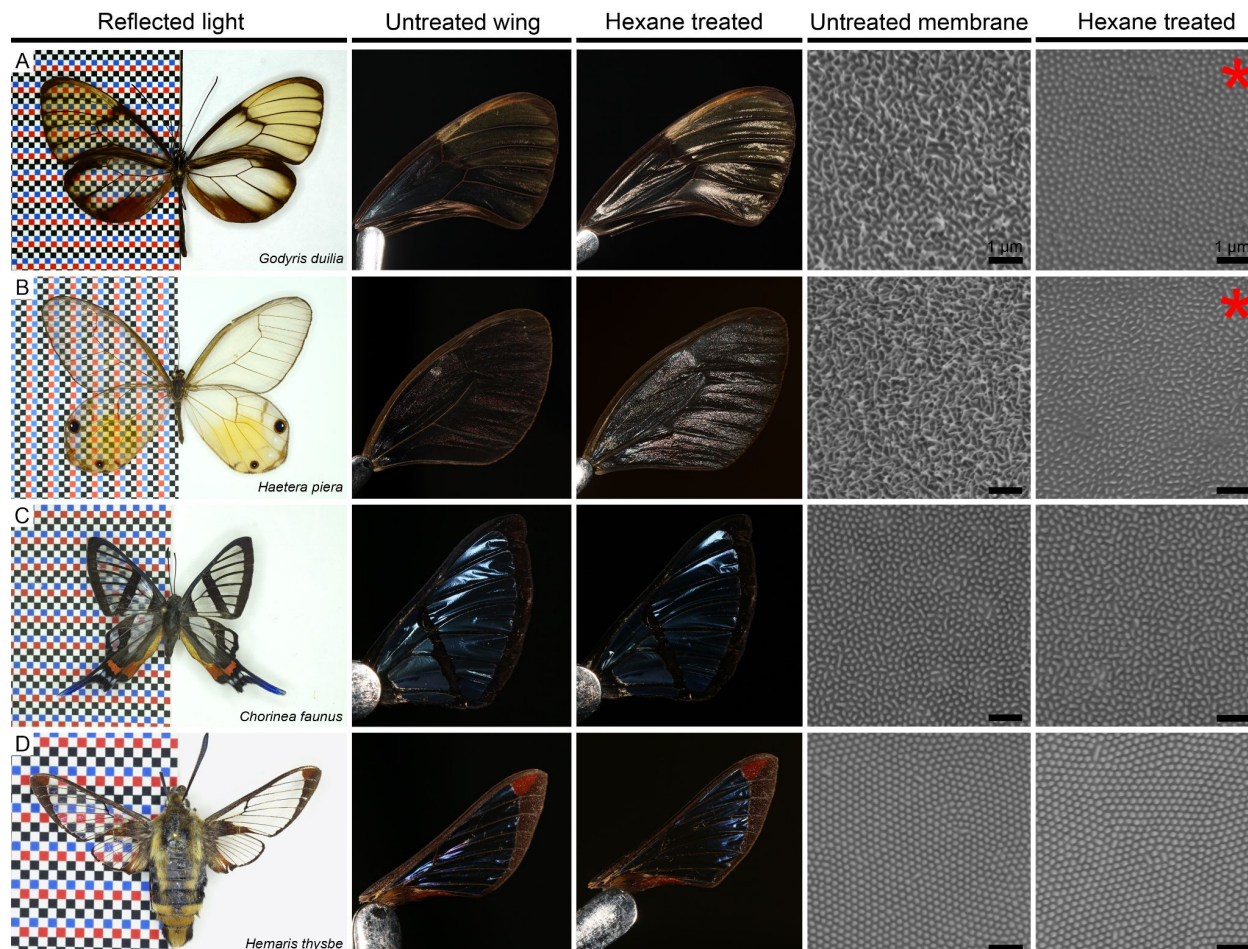 Reflected light
Untreated wing
Hexane treated
Untreated membrane
Hexane treated
A
Godyris duilia
1 µm
1 µm
B
Haetera piera
C
Chorinea faunus
D
Hemaris thysbe